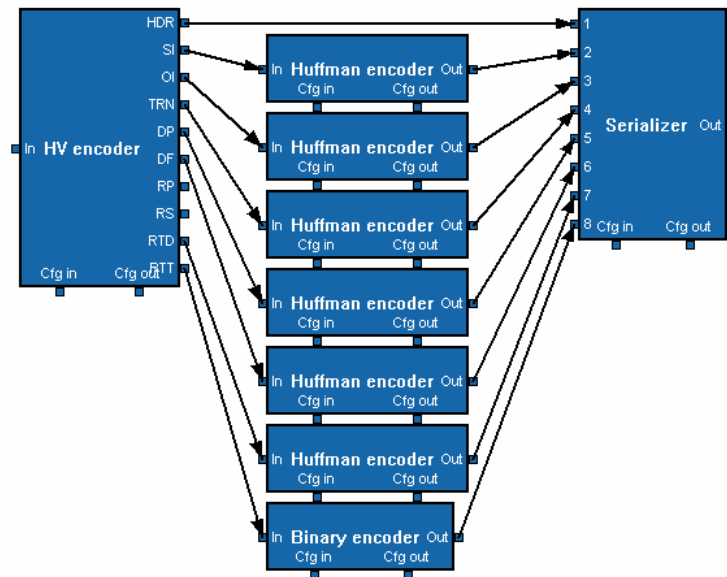 HDR
SI
OI
TRN
DP
DF
RP
RS
RTD
RTT
In HV encoder
Cfg in Cfg out
In Huffman encoder Out
Cfg in Cfg out
In Huffman encoder Out
Cfg in Cfg out
In Huffman encoder Out
Cfg in Cfg out
In Huffman encoder Out
Cfg in Cfg out
In Huffman encoder Out
Cfg in Cfg out
In Huffman encoder Out
Cfg in Cfg out
In Binary encoder Out
Cfg in Cfg out
1
2
3
4
5
6
7
8
Serializer Out
Cfg in Cfg out